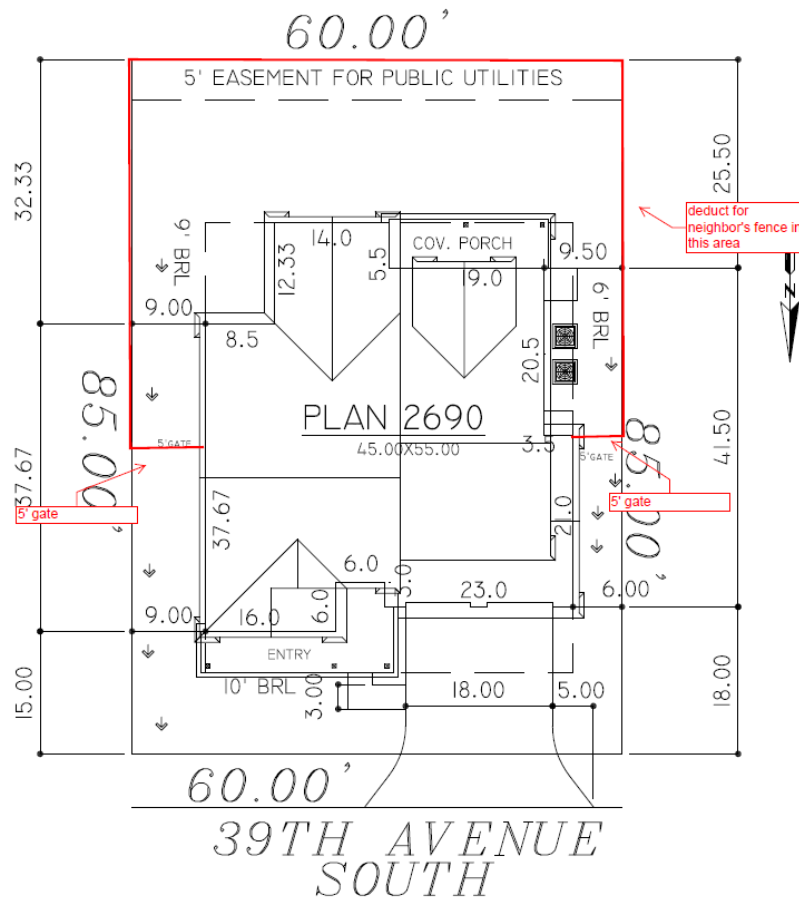 60.00'
5' EASEMENT FOR PUBLIC UTILITIES
32.33
25.50
deduct for
neighbor's fence in
this area
9' BRL
14.0
12.33
5.5
COV. PORCH
9.50
9.0
N
9.00
8.5
6' BRL
20.5
85.00'
PLAN 2690
45.00X55.00
3.5
85.00'
5'GATE
5'GATE
37.67
41.50
5' gate
5' gate
37.67
21.0
6.0
5.0
23.0
6.00
9.00
16.0
6.0
ENTRY
10' BRL
3.00
18.00
5.00
15.00
18.00
60.00'
39TH AVENUE
SOUTH